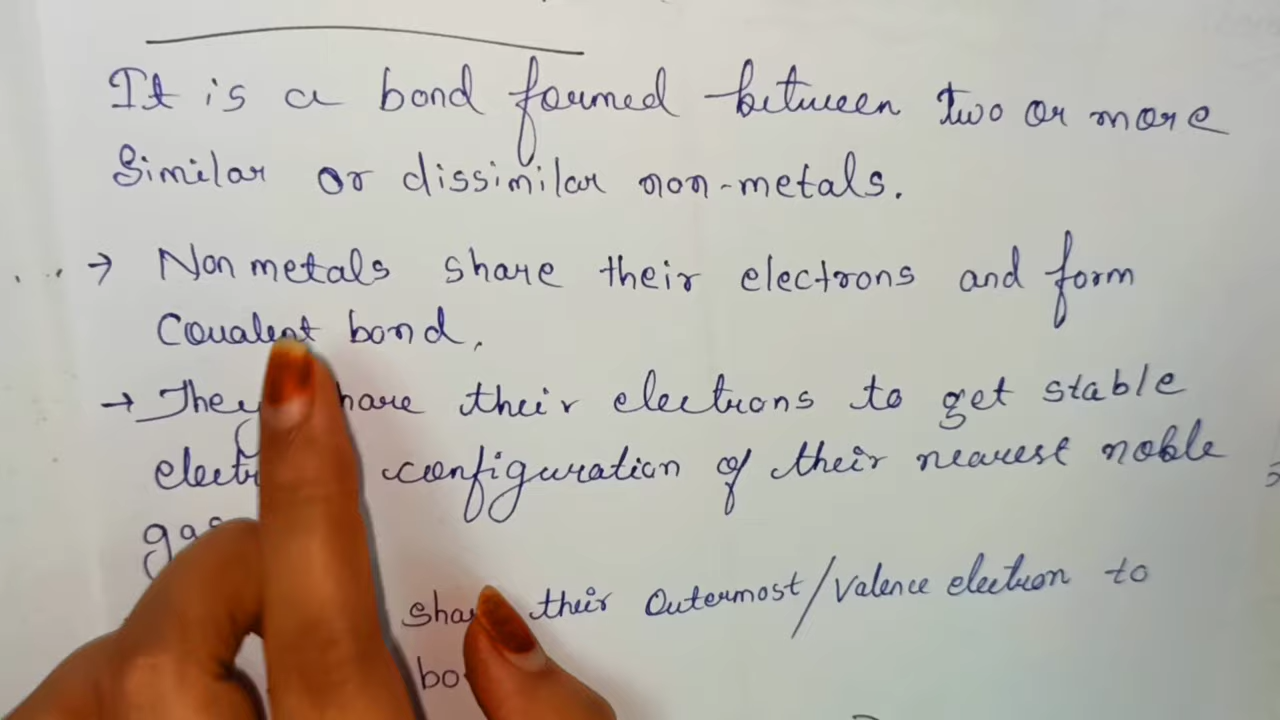 It is a bond formed between two or more
Similar or dissimilar non-metals.
→ Non metals share their electrons and form
Covalent bond.
→ They share their electrons to get stable
configuration of their nearest noble
gas
their Outermost/Valence electron to